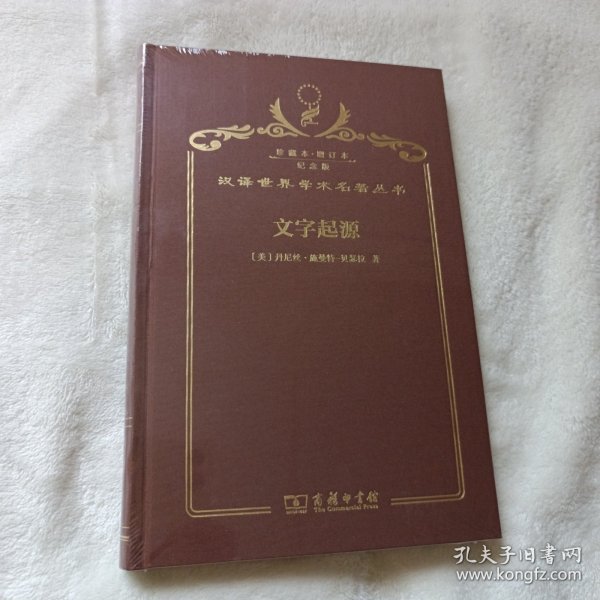 珍藏本·增订本
纪念版
汉译世界学术名著丛书
文字起源
[美]丹尼丝·施曼特-贝瑟拉 著
商务印书馆
The Commercial Press
孔夫子旧书网
www.kongfz.com